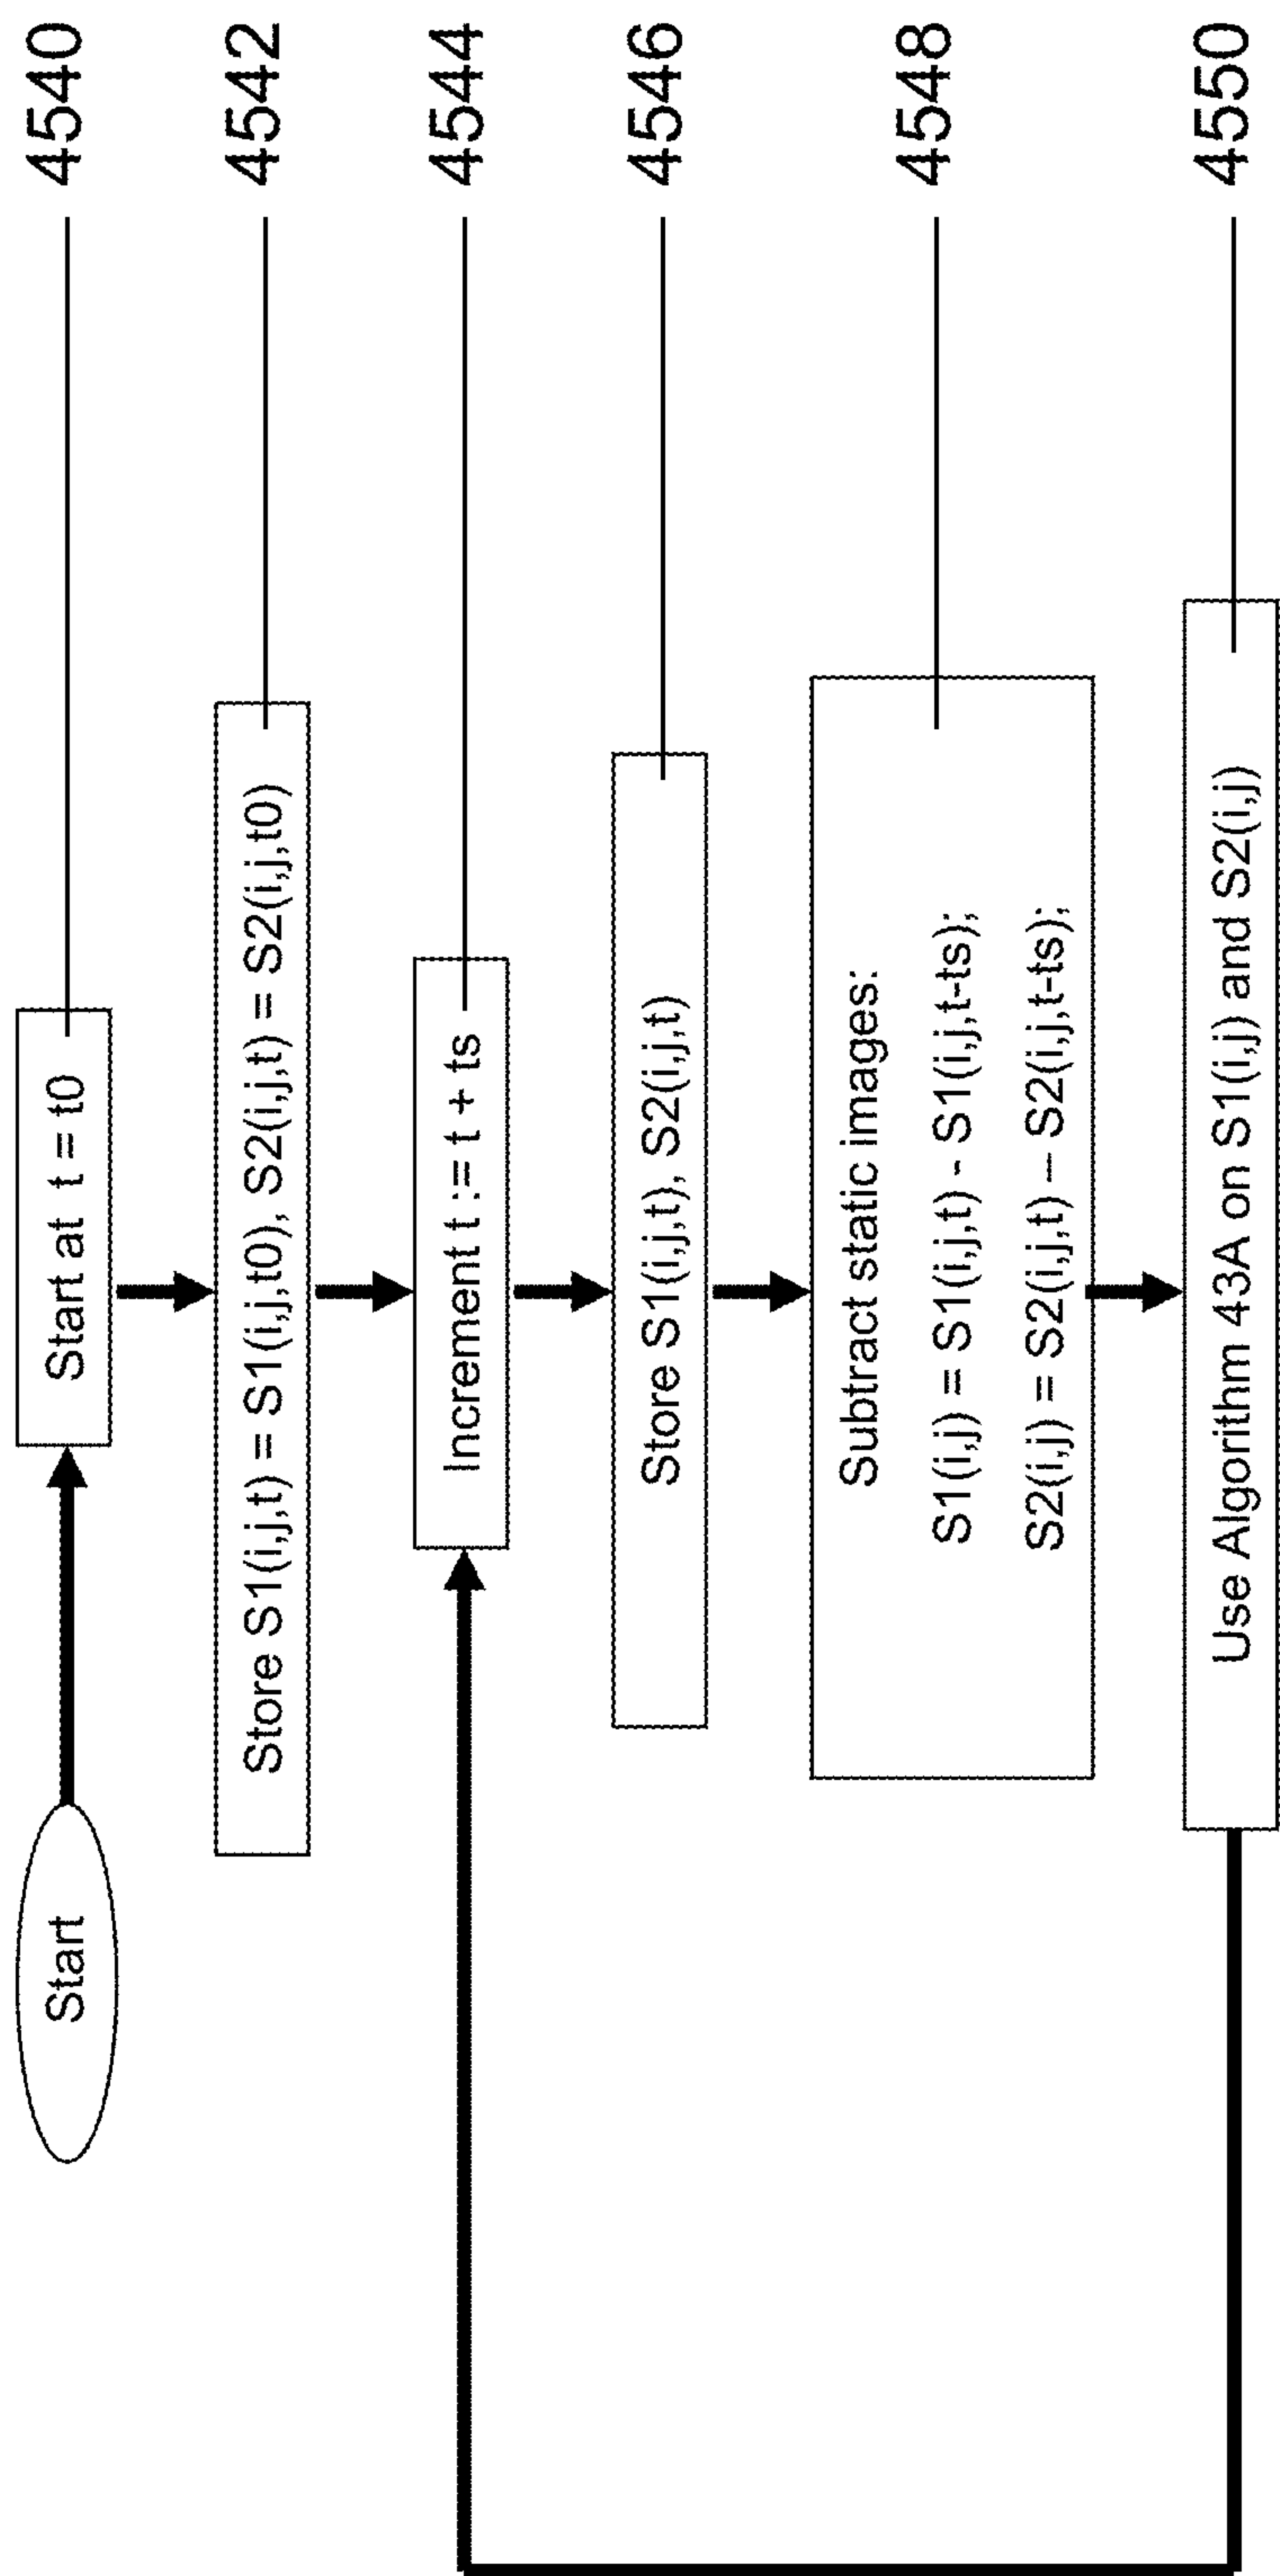 Start
Start at t = t0
4540
Store S1(i,j,t) = S1(i,j,t0), S2(i,j,t) = S2(i,j,t0)
4542
Increment t := t + ts
4544
Store S1(i,j,t), S2(i,j,t)
4546
Subtract static images:
S1(i,j) = S1(i,j,t) - S1(i,j,t-ts);
S2(i,j) = S2(i,j,t) – S2(i,j,t-ts);
4548
Use Algorithm 43A on S1(i,j) and S2(i,j)
4550